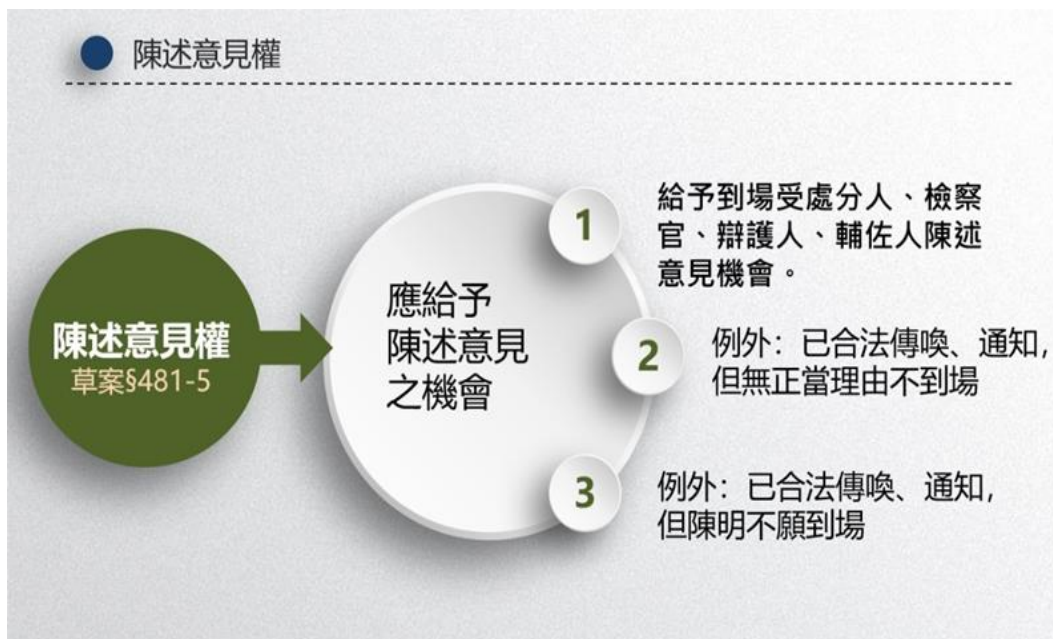 陳述意見權
陳述意見權
草案§481-5
應給予
陳述意見
之機會
1
給予到場受處分人、檢察
官、辯護人、輔佐人陳述
意見機會。
2
例外：已合法傳喚、通知，
但無正當理由不到場
3
例外：已合法傳喚、通知，
但陳明不願到場